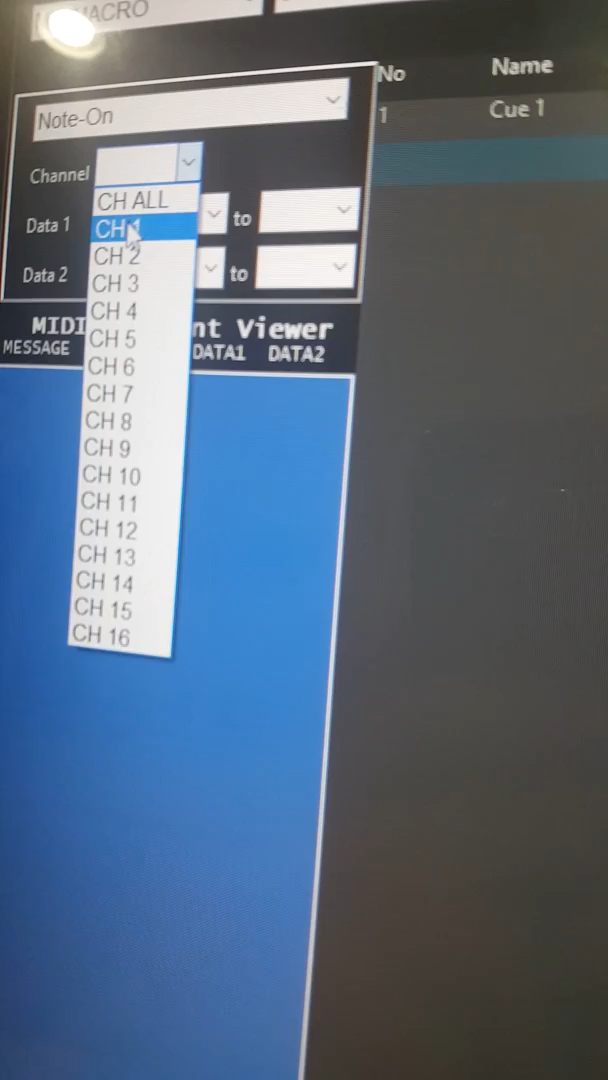 MACRO
No Name
Note-On
1 Cue 1
Channel
CH ALL
Data 1
to
CH 1
CH 2
Data 2
to
CH 3
CH 4
MIDI nt Viewer
MESSAGE DATA1 DATA2
CH 5
CH 6
CH 7
CH 8
CH 9
CH 10
CH 11
CH 12
CH 13
CH 14
CH 15
CH 16